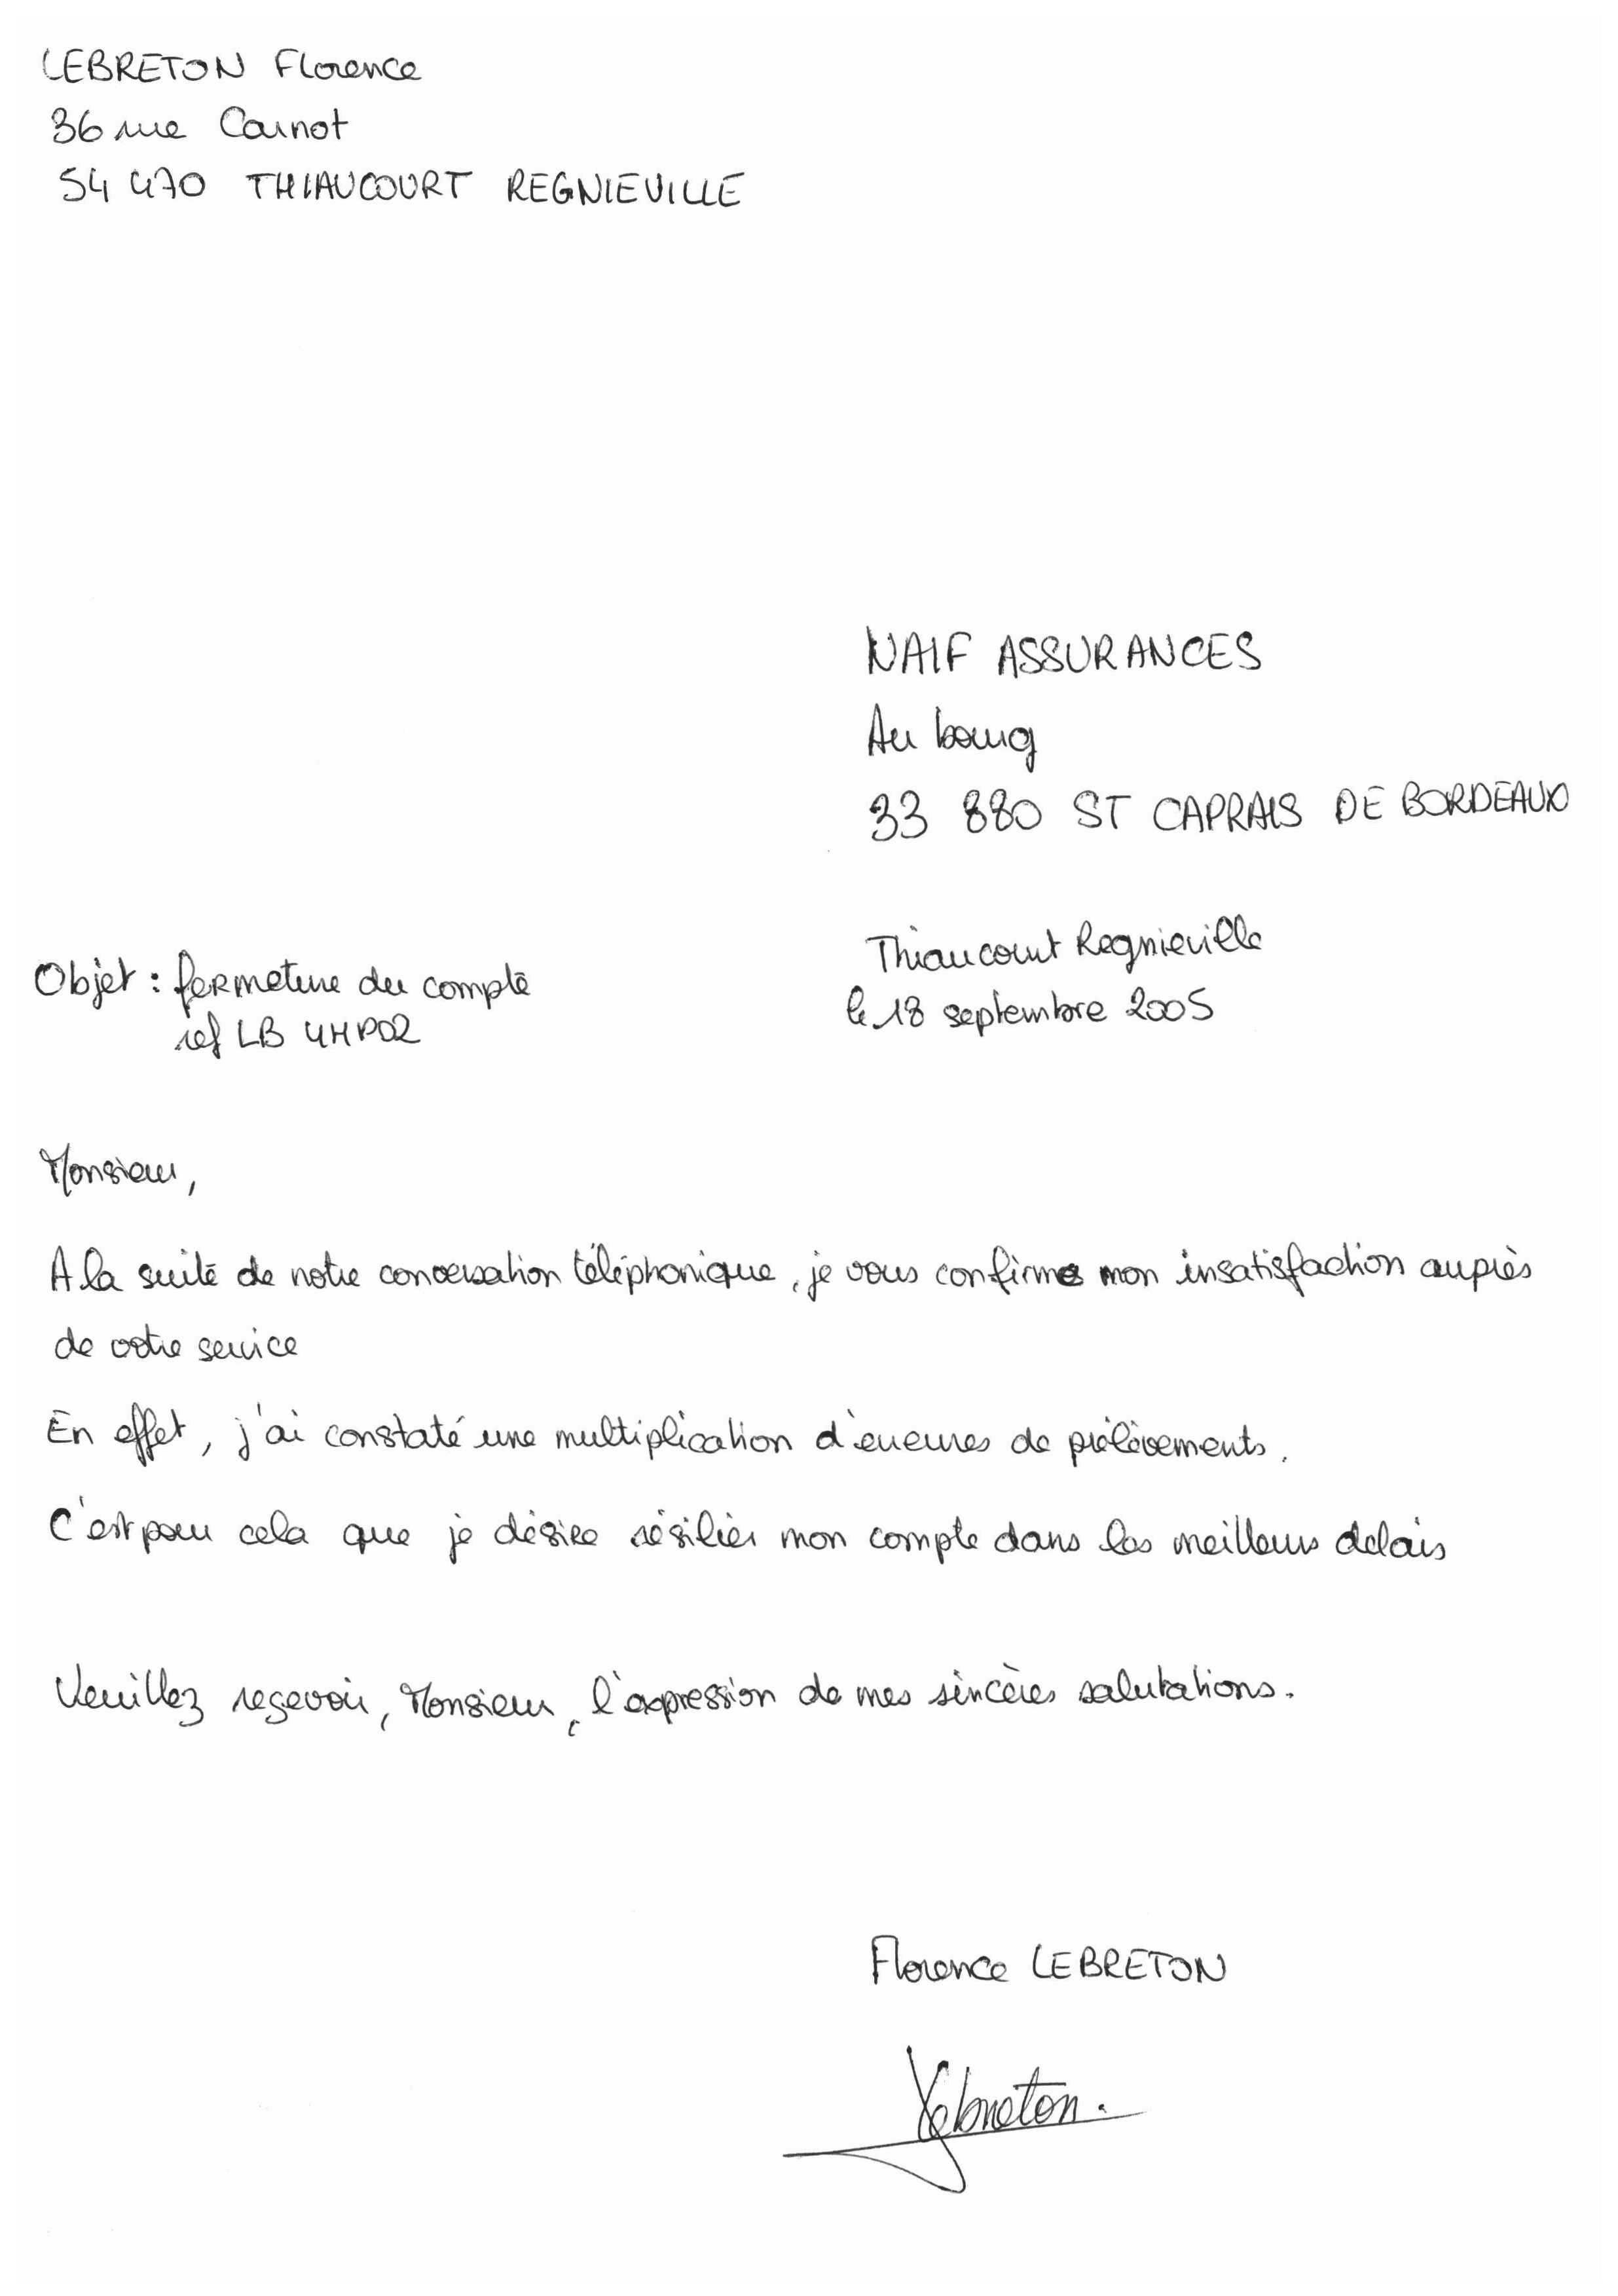 LEBRETON Florence
36 rue Carnot
54 470 THIAUCOURT REGNIEVILLE
NAIF ASSURANCES
Au bourg
33 880 ST CAPRAIS DE BORDEAUX
Thiaucourt Regnieville
le 18 septembre 2005
Objet : fermeture du compte
ref LB UHP02
Monsieur,
A la suite de notre conversation téléphonique, je vous confirme mon insatisfaction auprès
de votre service
En effet, j'ai constaté une multiplication d'erreurs de prélèvements.
C'est pour cela que je désire résilier mon compte dans les meilleurs delais
Veuillez reçevoir, Monsieur, l'expression de mes sincères salutations.
Florence LEBRETON
Lebreton.